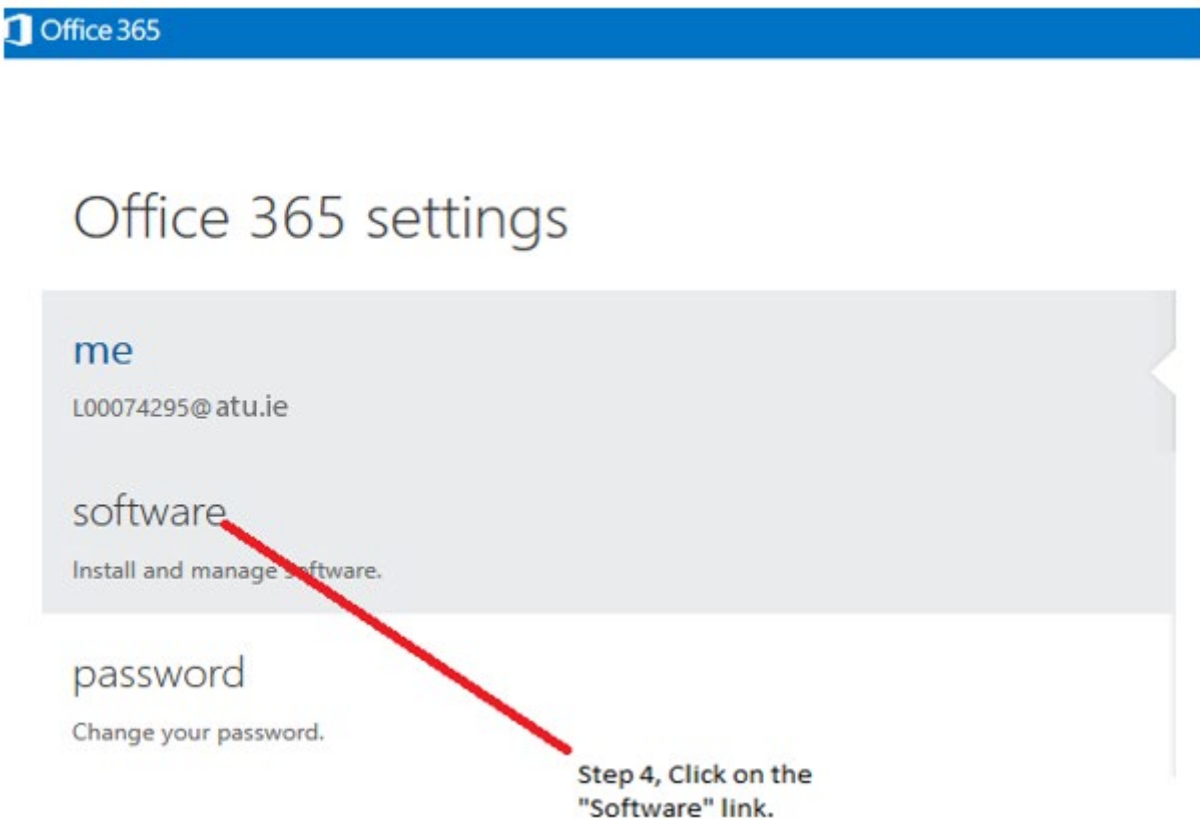 Office 365
Office 365 settings
me
L00074295@atu.ie
software
Install and manage software.
password
Change your password.
Step 4, Click on the
"Software" link.